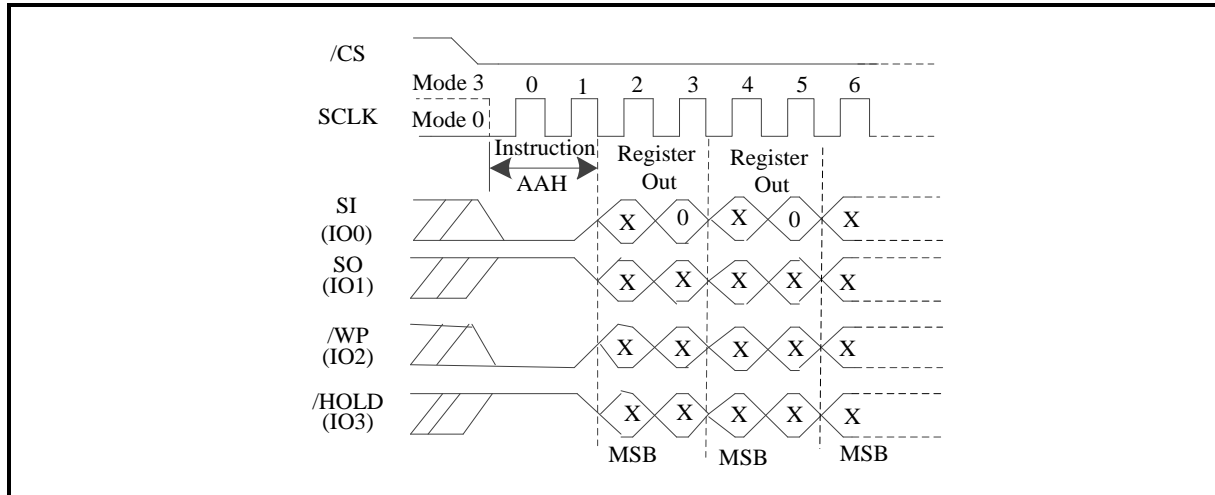 /CS
Mode 3 0 1 2 3 4 5 6
SCLK Mode 0
Instruction Register Register
AAH Out Out
SI
(IO0) X 0 X 0 X
SO
(IO1) X X X X X
/WP
(IO2) X X X X X
/HOLD
(IO3) X X X X X
MSB MSB MSB